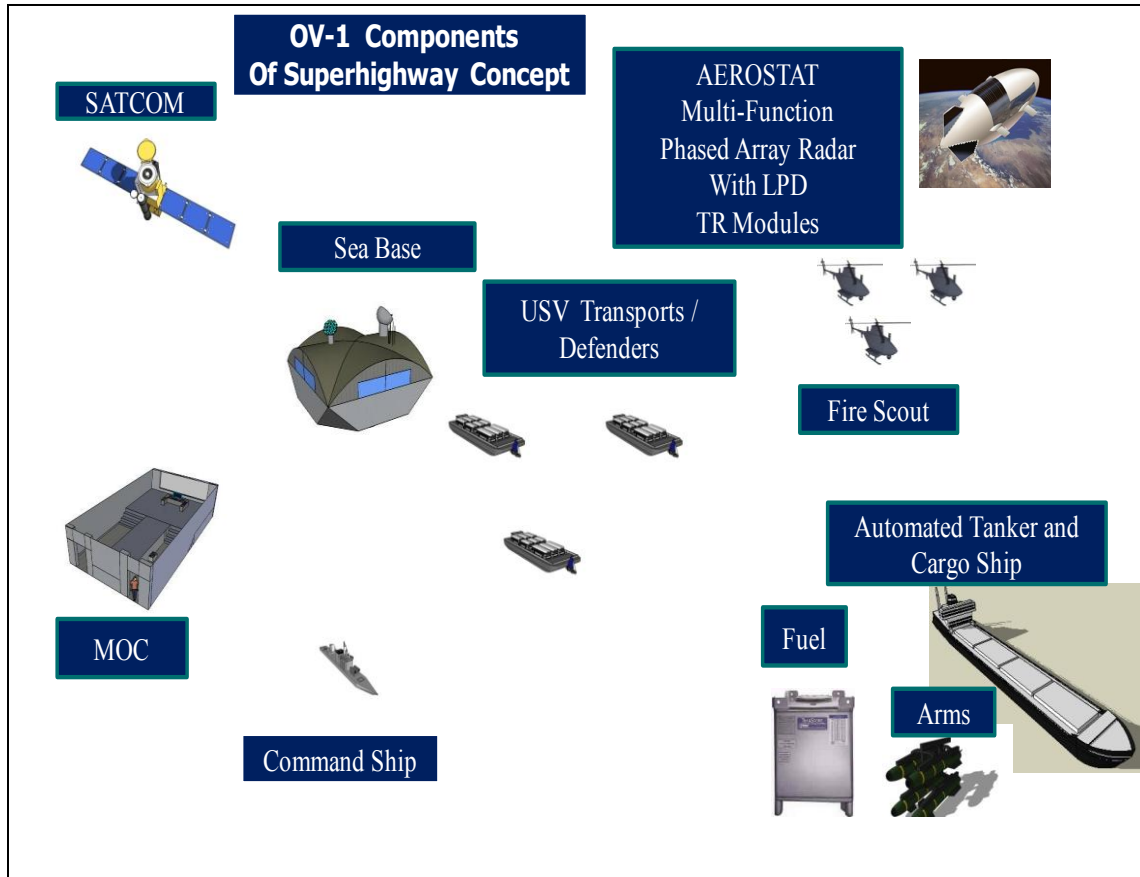 OV-1 Components
Of Superhighway Concept
SATCOM
AEROSTAT
Multi-Function
Phased Array Radar
With LPD
TR Modules
Sea Base
USV Transports /
Defenders
Fire Scout
Automated Tanker and
Cargo Ship
MOC
Fuel
Arms
Command Ship